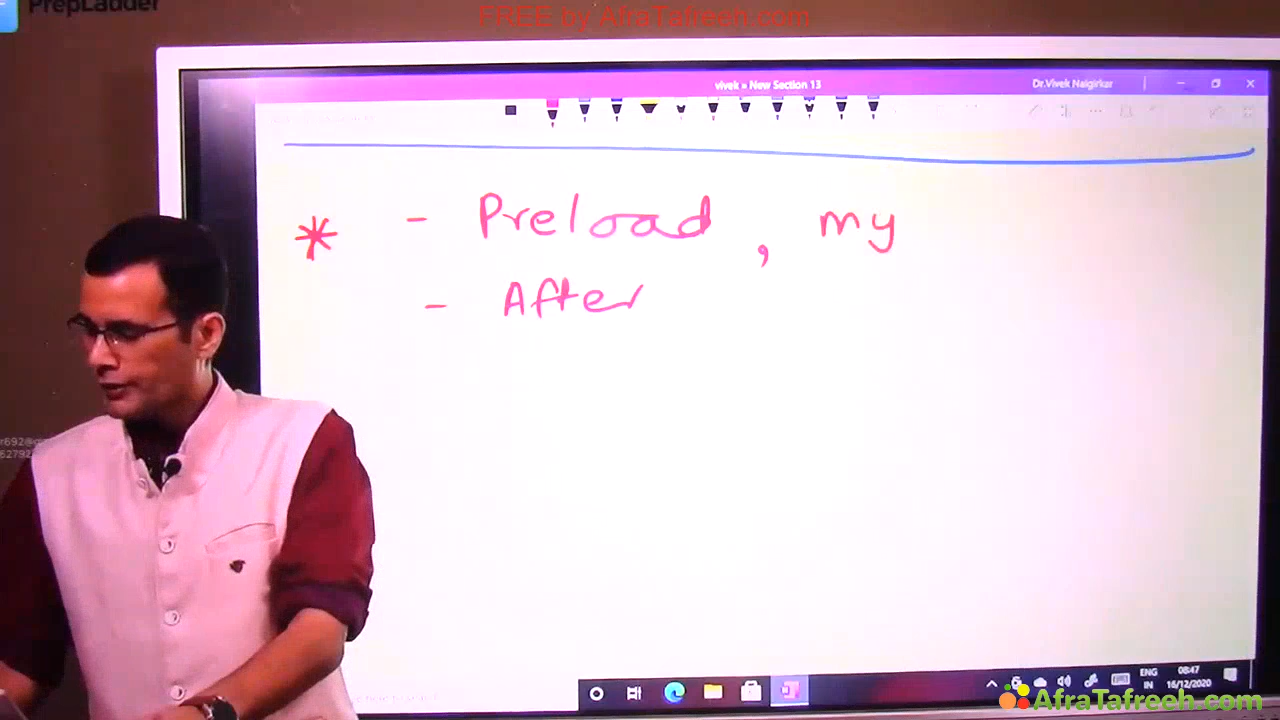 PrepLadder
FREE by AfraTafreeh.com
vivek » New Section 13
Dr.Vivek Naigirkar
* - Preload, my
- After
ENG
IN
08:47
16/12/2020
AfraTafreeh.com